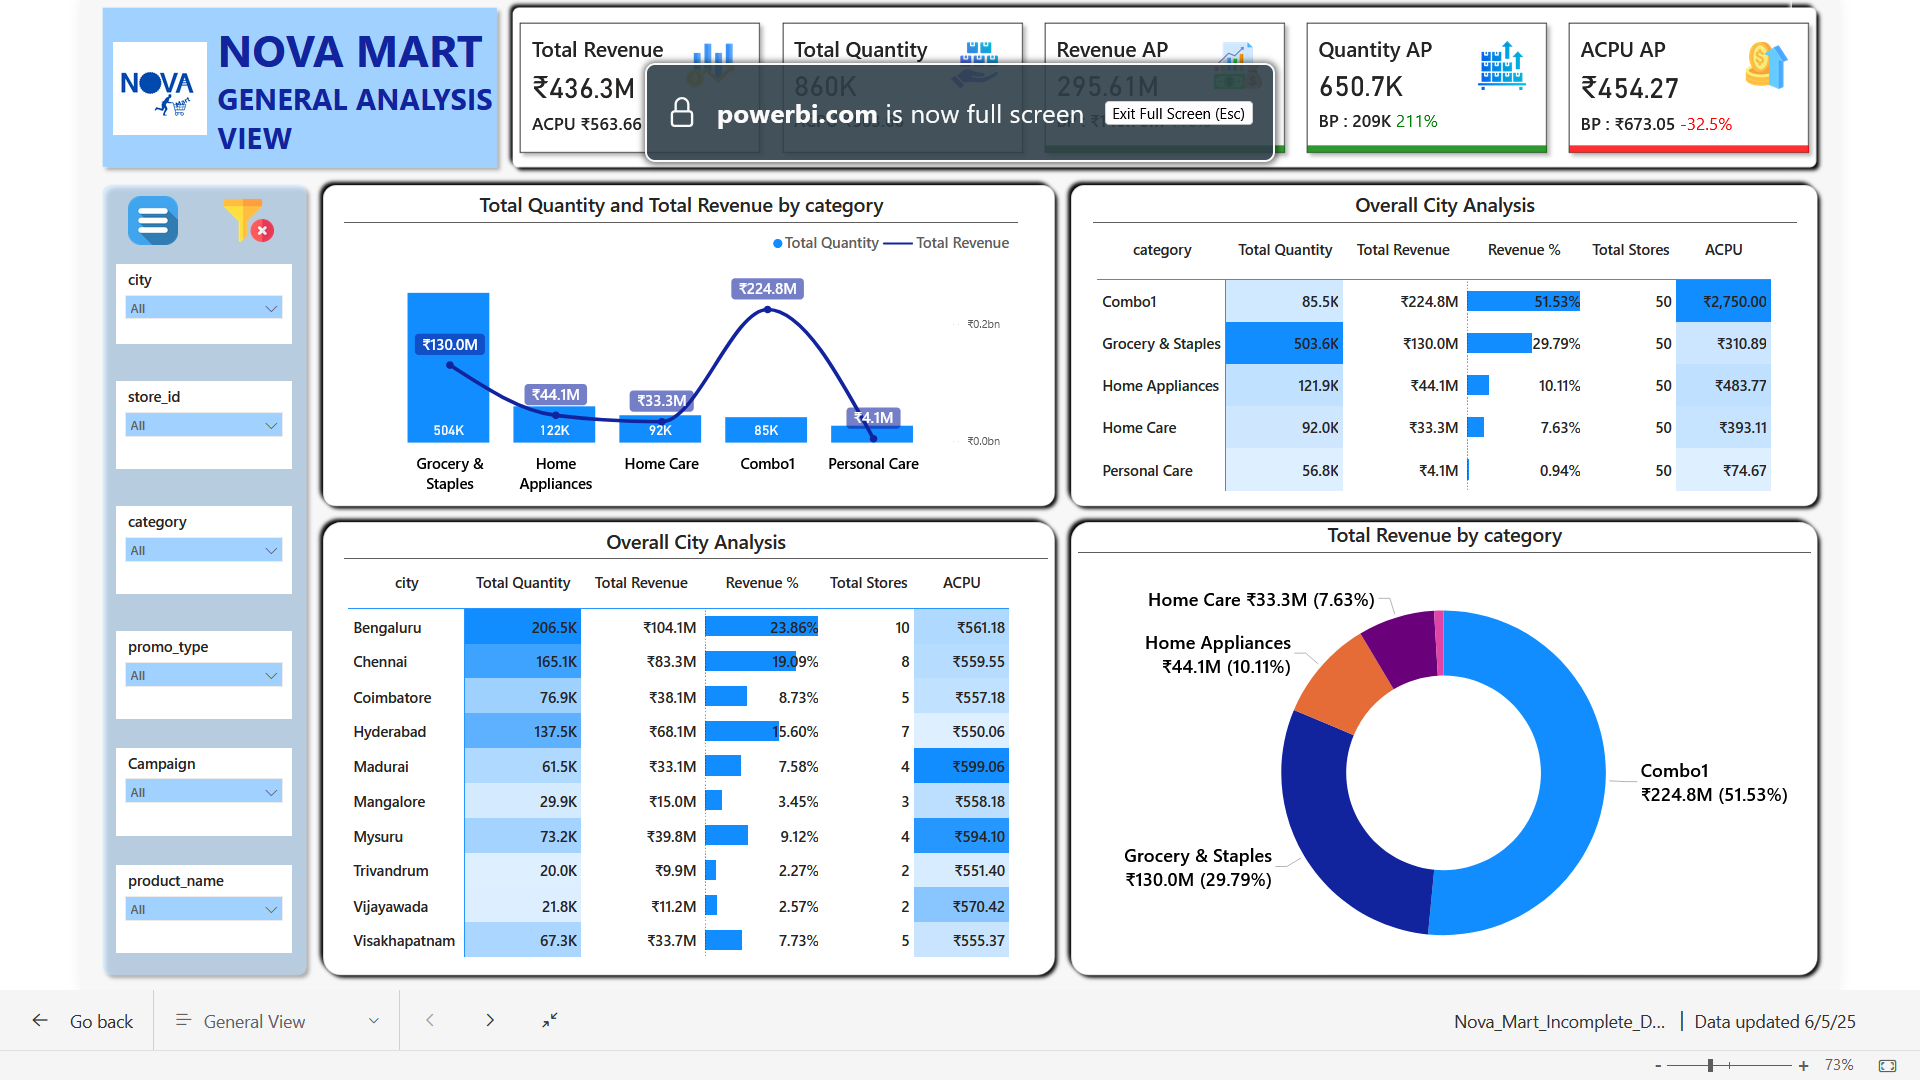 NOVA
NOVA MART
GENERAL ANALYSIS
VIEW
Total Revenue
₹436.3M
ACPU ₹563.66
Total Quantity
860K
Revenue AP
295.61M
Quantity AP
650.7K
BP : 209K 211%
ACPU AP
₹454.27
BP : ₹673.05 -32.5%
powerbi.com is now full screen
Exit Full Screen (Esc)
city
All
store_id
All
category
All
promo_type
All
Campaign
All
product_name
All
Total Quantity and Total Revenue by category
Total Quantity Total Revenue
₹224.8M
₹0.2bn
₹130.0M
₹44.1M
₹33.3M
₹4.1M
504K 122K 92K 85K
₹0.0bn
Grocery & Staples
Home Appliances
Home Care
Combo1
Personal Care
Overall City Analysis
category Total Quantity Total Revenue Revenue % Total Stores ACPU
Combo1 85.5K ₹224.8M 51.53% 50 ₹2,750.00
Grocery & Staples 503.6K ₹130.0M 29.79% 50 ₹310.89
Home Appliances 121.9K ₹44.1M 10.11% 50 ₹483.77
Home Care 92.0K ₹33.3M 7.63% 50 ₹393.11
Personal Care 56.8K ₹4.1M 0.94% 50 ₹74.67
Overall City Analysis
city Total Quantity Total Revenue Revenue % Total Stores ACPU
Bengaluru 206.5K ₹104.1M 23.86% 10 ₹561.18
Chennai 165.1K ₹83.3M 19.09% 8 ₹559.55
Coimbatore 76.9K ₹38.1M 8.73% 5 ₹557.18
Hyderabad 137.5K ₹68.1M 15.60% 7 ₹550.06
Madurai 61.5K ₹33.1M 7.58% 4 ₹599.06
Mangalore 29.9K ₹15.0M 3.45% 3 ₹558.18
Mysuru 73.2K ₹39.8M 9.12% 4 ₹594.10
Trivandrum 20.0K ₹9.9M 2.27% 2 ₹551.40
Vijayawada 21.8K ₹11.2M 2.57% 2 ₹570.42
Visakhapatnam 67.3K ₹33.7M 7.73% 5 ₹555.37
Total Revenue by category
Home Care ₹33.3M (7.63%)
Home Appliances
₹44.1M (10.11%)
Combo1
₹224.8M (51.53%)
Grocery & Staples
₹130.0M (29.79%)
Go back
General View
Nova_Mart_Incomplete_D... | Data updated 6/5/25
- + 73%